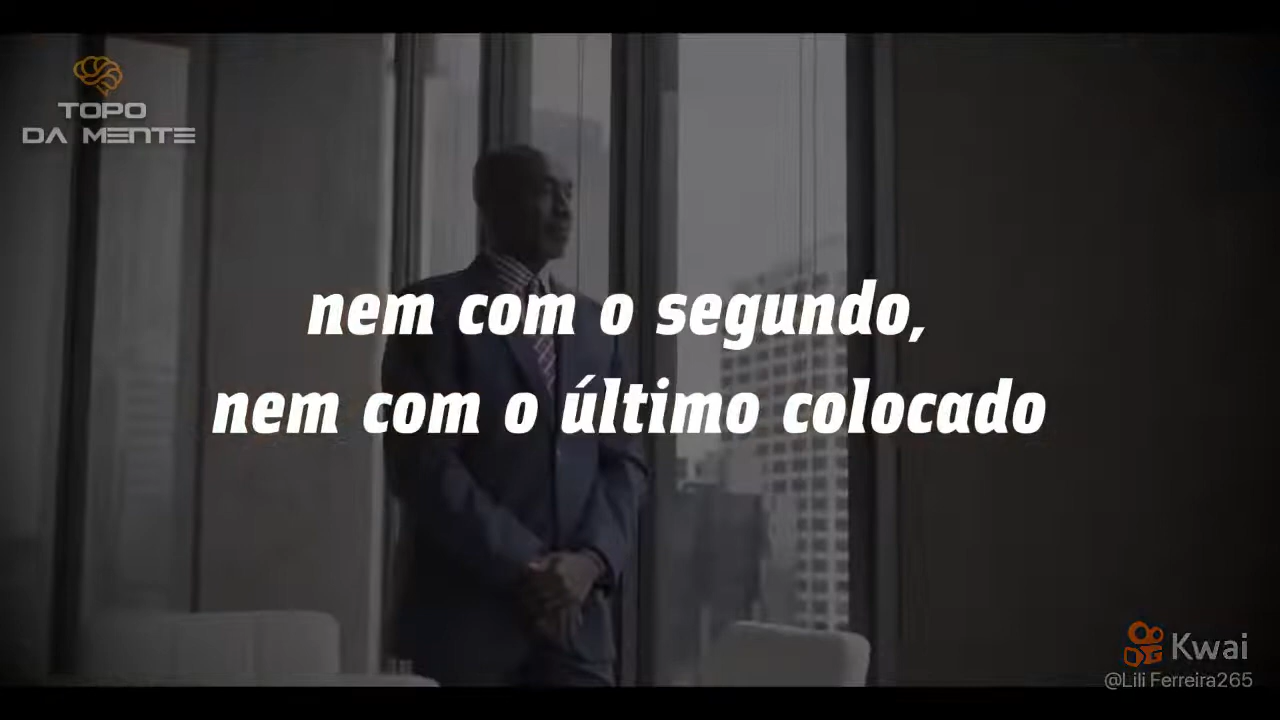 TOPO
DA MENTE
nem com o segundo,
nem com o último colocado
Kwai
@Lili Ferreira265